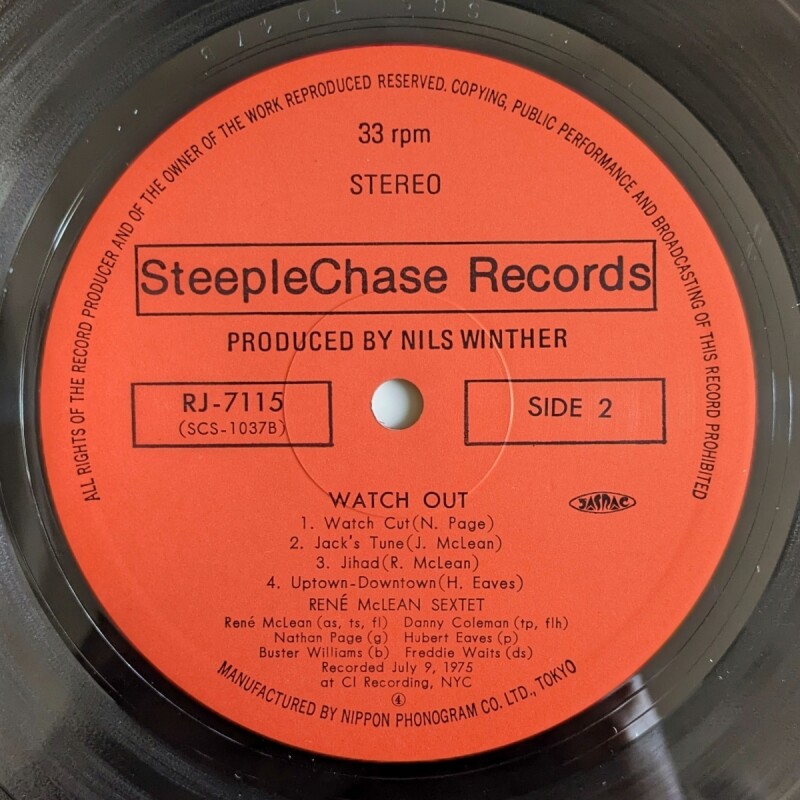 ALL RIGHTS OF THE RECORD PRODUCER AND OF THE OWNER OF THE WORK REPRODUCED RESERVED. COPYING, PUBLIC PERFORMANCE AND BROADCASTING OF THIS RECORD PROHIBITED
33 rpm
STEREO
SteepleChase Records
PRODUCED BY NILS WINTHER
RJ-7115
(SCS-1037B)
SIDE 2
WATCH OUT
JASRAC
1. Watch Cut(N. Page)
2. Jack's Tune(J. McLean)
3. Jihad(R. McLean)
4. Uptown-Downtown(H. Eaves)
RENÉ McLEAN SEXTET
René McLean (as, ts, fl) Danny Coleman (tp, flh)
Nathan Page (g) Hubert Eaves (p)
Buster Williams (b) Freddie Waits (ds)
Recorded July 9, 1975
at CI Recording, NYC
④
MANUFACTURED BY NIPPON PHONOGRAM CO. LTD., TOKYO